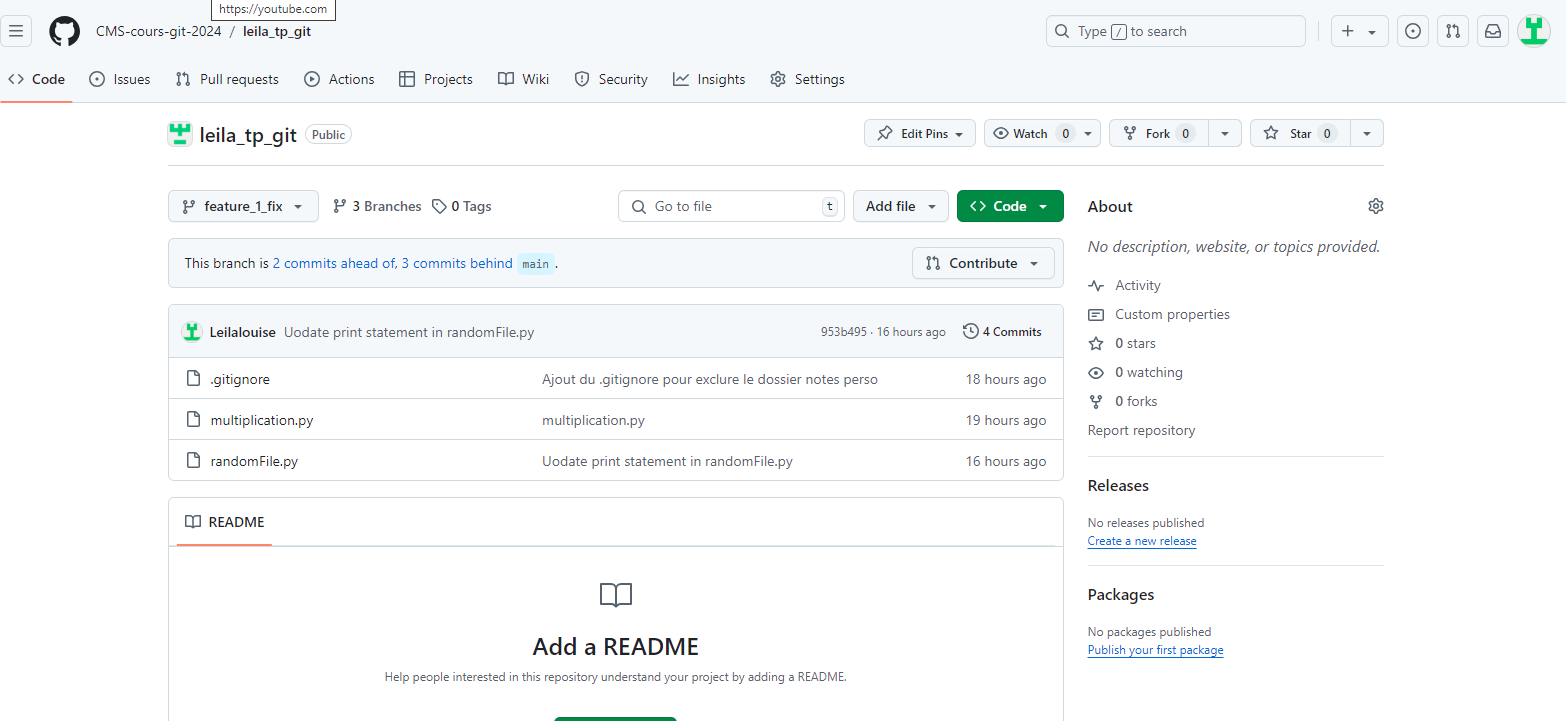 https://youtube.com
CMS-cours-git-2024 / leila_tp_git
Type / to search
Code Issues Pull requests Actions Projects Wiki Security Insights Settings
leila_tp_git Public
Edit Pins Watch 0 Fork 0 Star 0
feature_1_fix 3 Branches 0 Tags Go to file t Add file Code
This branch is 2 commits ahead of, 3 commits behind main .
Contribute
Leilalouise Uodate print statement in randomFile.py 953b495 · 16 hours ago 4 Commits
.gitignore Ajout du .gitignore pour exclure le dossier notes perso 18 hours ago
multiplication.py multiplication.py 19 hours ago
randomFile.py Uodate print statement in randomFile.py 16 hours ago
README
Add a README
Help people interested in this repository understand your project by adding a README.
About
No description, website, or topics provided.
Activity
Custom properties
0 stars
0 watching
0 forks
Report repository
Releases
No releases published
Create a new release
Packages
No packages published
Publish your first package